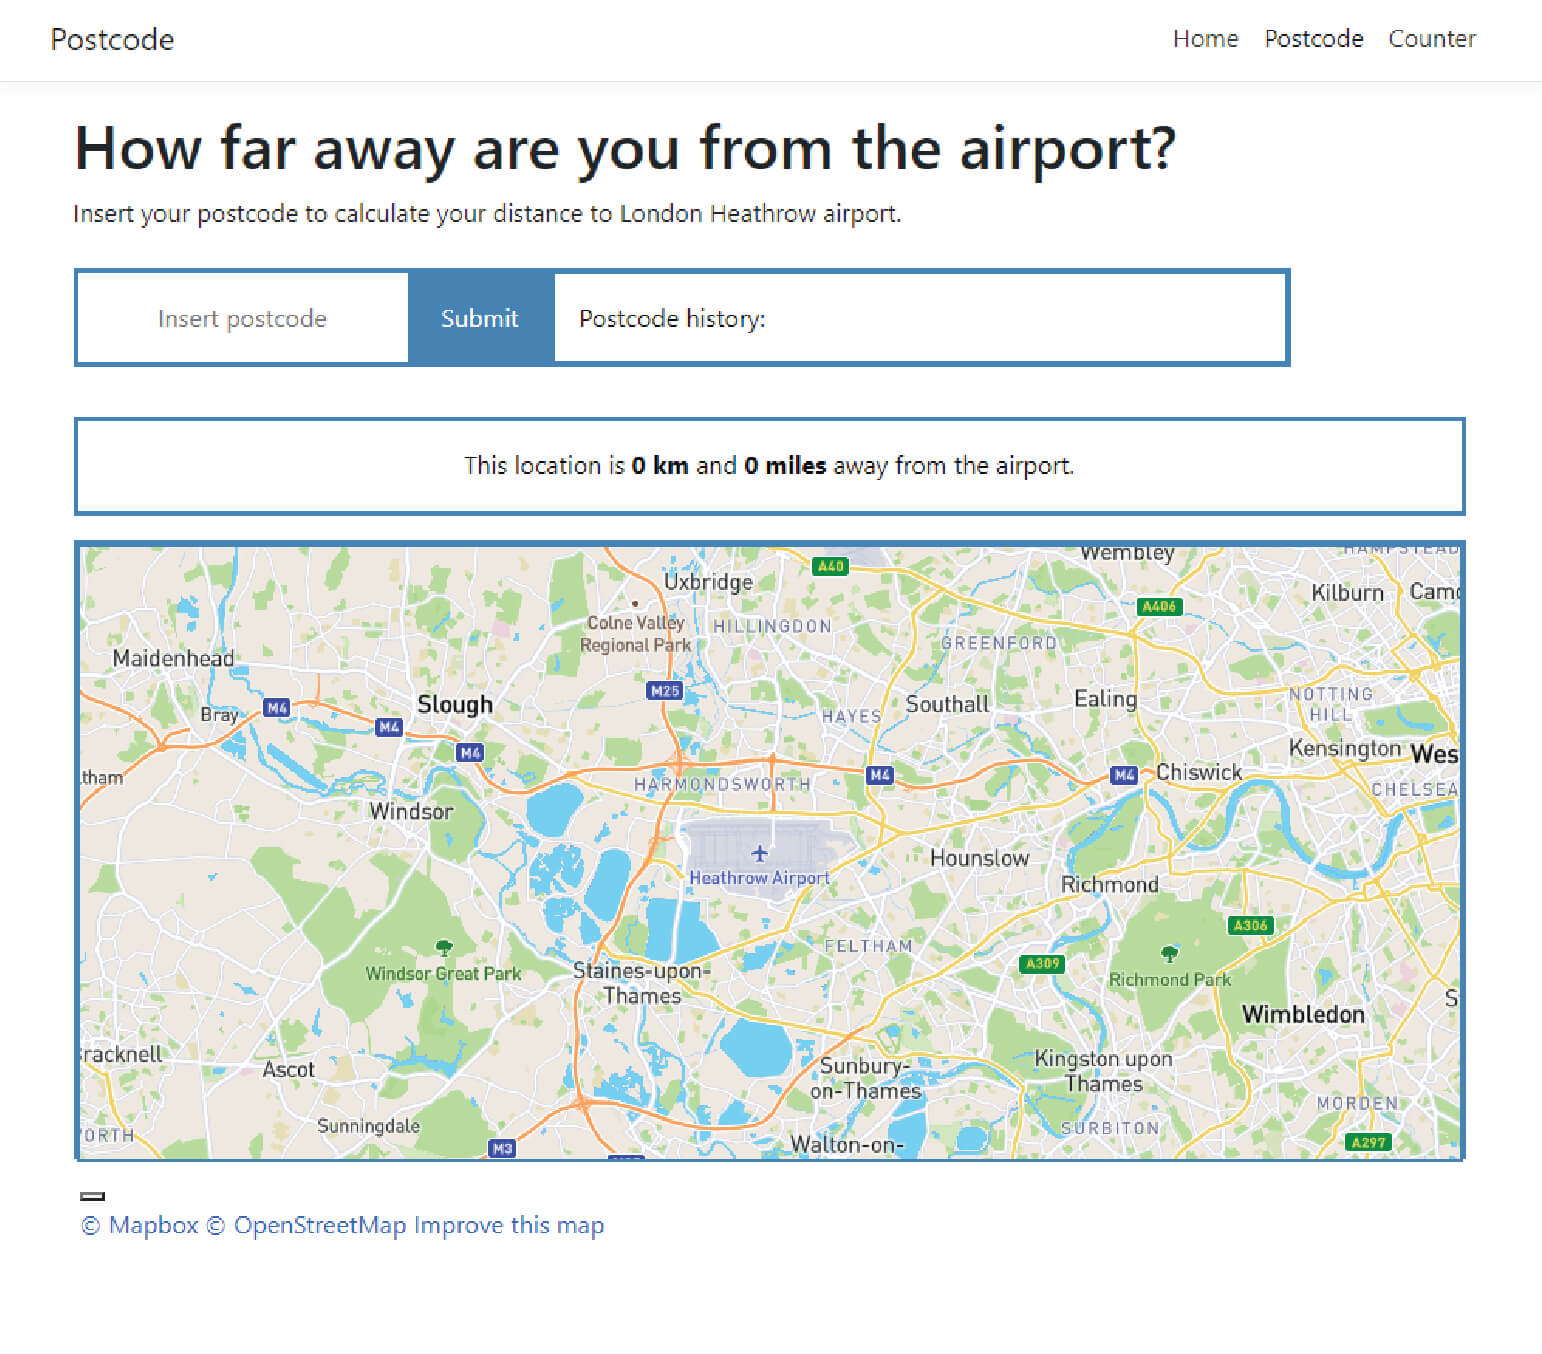 Postcode
Home Postcode Counter
How far away are you from the airport?
Insert your postcode to calculate your distance to London Heathrow airport.
Insert postcode
Submit
Postcode history:
This location is 0 km and 0 miles away from the airport.
Wembley
HAMPSTEAD
A40
Uxbridge
Kilburn
A406
Colne Valley
Regional Park
HILLINGDON
GREENFORD
Maidenhead
M25
Slough
Southall
Ealing
NOTTING
HILL
Bray
M4
M4
HAYES
M4
Kensington
Wes
tham
HARMONDSWORTH
M4
M4
Chiswick
CHELSEA
Windsor
Hounslow
Heathrow Airport
Richmond
A306
FELTHAM
A309
Windsor Great Park
Staines-upon-
Thames
Richmond Park
Wimbledon
racknell
Ascot
Sunbury-
on-Thames
Kingston upon
Thames
MORDEN
Sunningdale
ORTH
SURBITON
M3
Walton-on-
A297
© Mapbox © OpenStreetMap Improve this map